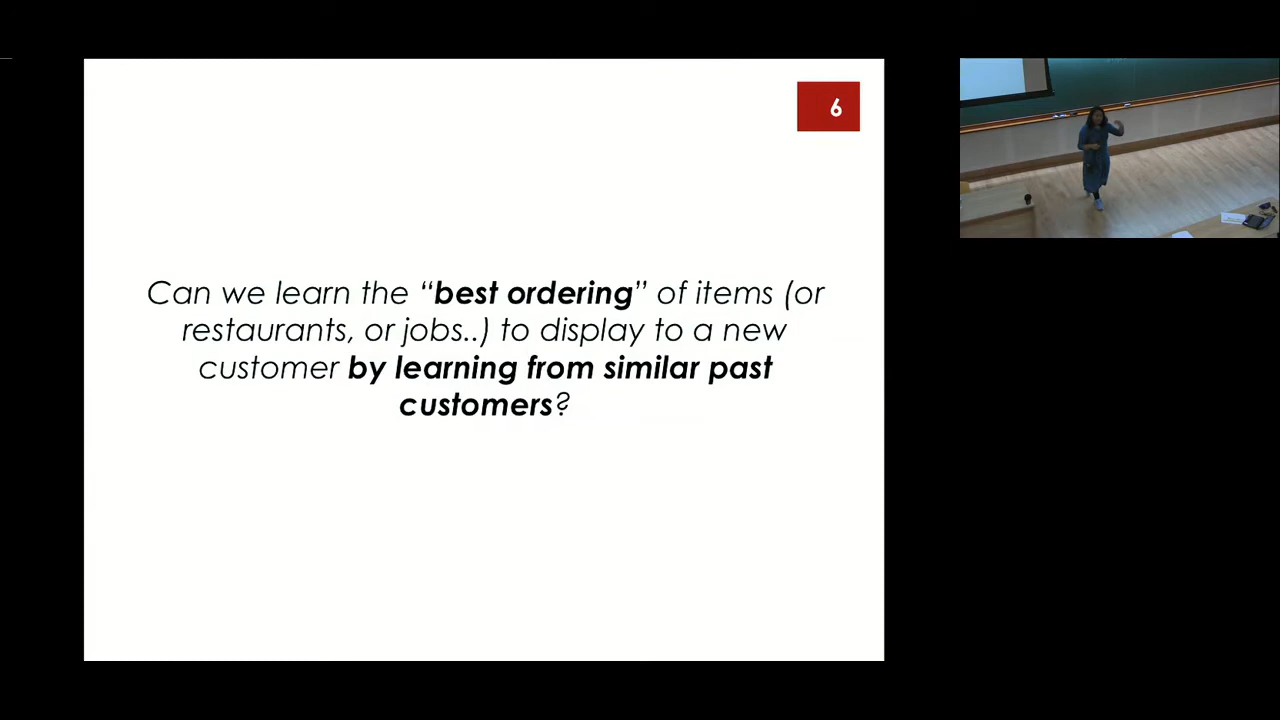 6
Can we learn the “best ordering” of items (or
restaurants, or jobs..) to display to a new
customer by learning from similar past
customers?